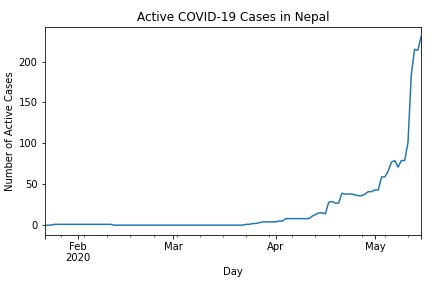 Active COVID-19 Cases in Nepal
Number of Active Cases
200
150
100
50
0
Feb
2020
Mar
Apr
May
Day